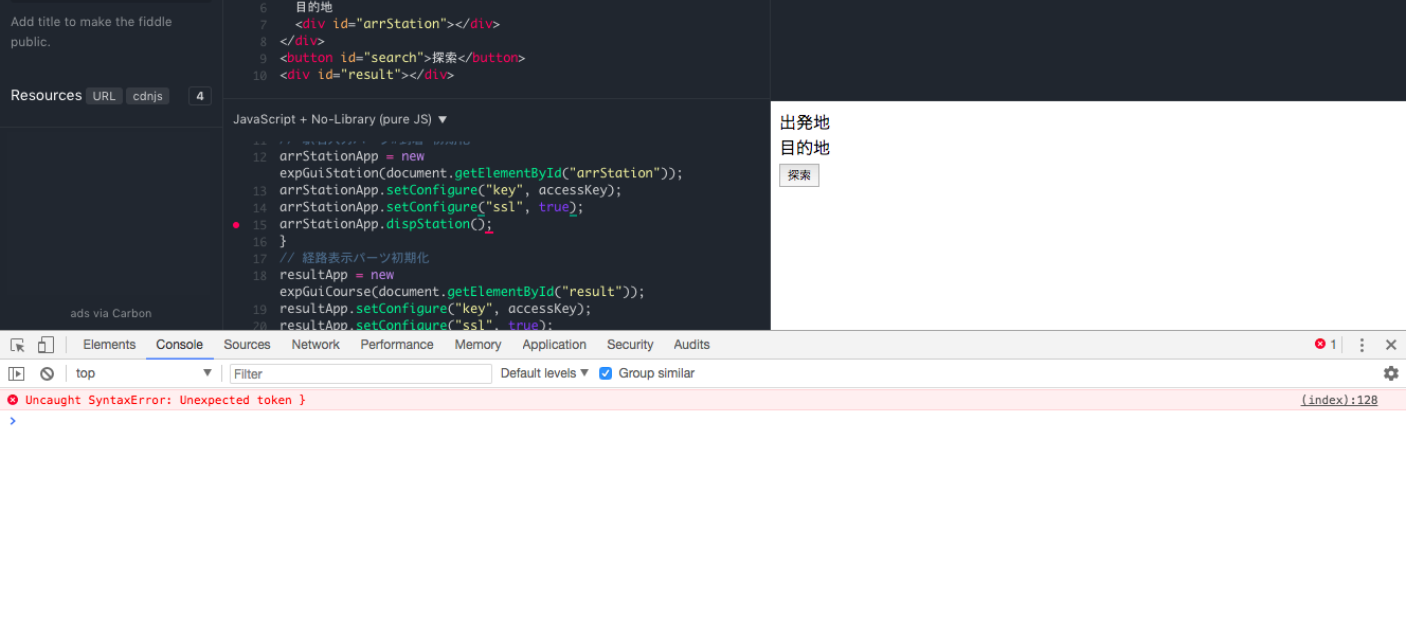 Add title to make the fiddle
public.
Resources URL cdnjs 4
ads via Carbon
6 目的地
7 <div id="arrStation"></div>
8 </div>
9 <button id="search">探索</button>
10 <div id="result"></div>
JavaScript + No-Library (pure JS) ▼
12 arrStationApp = new
expGuiStation(document.getElementById("arrStation"));
13 arrStationApp.setConfigure("key", accessKey);
14 arrStationApp.setConfigure("ssl", true);
15 arrStationApp.dispStation();
16 }
17 // 経路表示パーツ初期化
18 resultApp = new
expGuiCourse(document.getElementById("result"));
19 resultApp.setConfigure("key", accessKey);
20 resultApp.setConfigure("ssl", true);
出発地
目的地
探索
Elements Console Sources Network Performance Memory Application Security Audits 1
top ▼ Filter Default levels ▼ Group similar
Uncaught SyntaxError: Unexpected token } (index):128
>